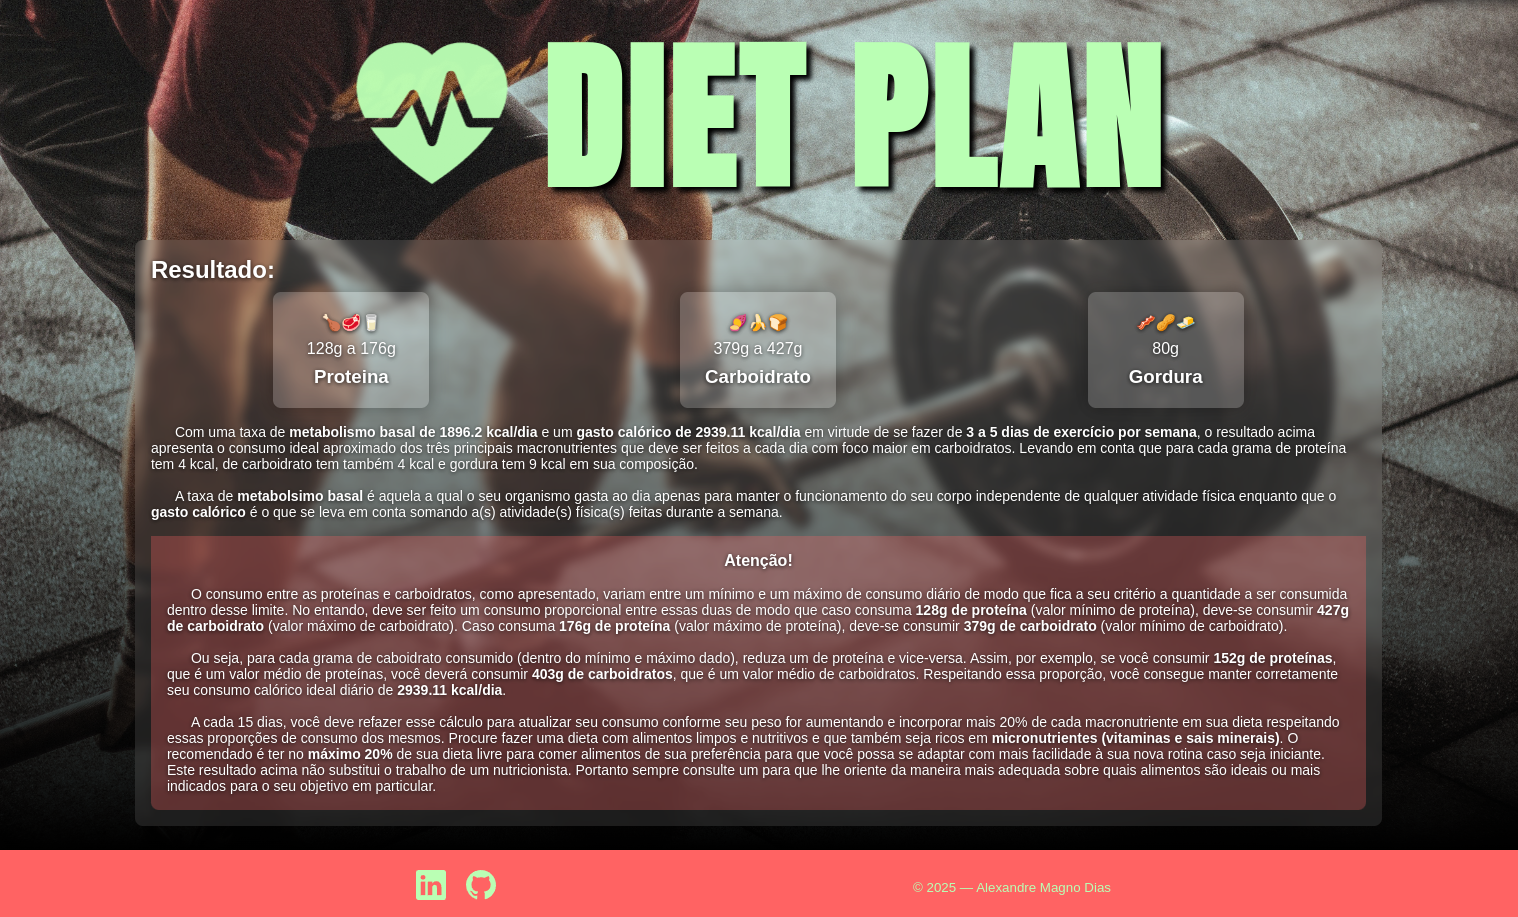 DIET PLAN
Resultado:
128g a 176g
Proteina
379g a 427g
Carboidrato
80g
Gordura
Com uma taxa de metabolismo basal de 1896.2 kcal/dia e um gasto calórico de 2939.11 kcal/dia em virtude de se fazer de 3 a 5 dias de exercício por semana, o resultado acima
apresenta o consumo ideal aproximado dos três principais macronutrientes que deve ser feitos a cada dia com foco maior em carboidratos. Levando em conta que para cada grama de proteína
tem 4 kcal, de carboidrato tem também 4 kcal e gordura tem 9 kcal em sua composição.
A taxa de metabolsimo basal é aquela a qual o seu organismo gasta ao dia apenas para manter o funcionamento do seu corpo independente de qualquer atividade física enquanto que o
gasto calórico é o que se leva em conta somando a(s) atividade(s) física(s) feitas durante a semana.
Atenção!
O consumo entre as proteínas e carboidratos, como apresentado, variam entre um mínimo e um máximo de consumo diário de modo que fica a seu critério a quantidade a ser consumida
dentro desse limite. No entando, deve ser feito um consumo proporcional entre essas duas de modo que caso consuma 128g de proteína (valor mínimo de proteína), deve-se consumir 427g
de carboidrato (valor máximo de carboidrato). Caso consuma 176g de proteína (valor máximo de proteína), deve-se consumir 379g de carboidrato (valor mínimo de carboidrato).
Ou seja, para cada grama de caboidrato consumido (dentro do mínimo e máximo dado), reduza um de proteína e vice-versa. Assim, por exemplo, se você consumir 152g de proteínas,
que é um valor médio de proteínas, você deverá consumir 403g de carboidratos, que é um valor médio de carboidratos. Respeitando essa proporção, você consegue manter corretamente
seu consumo calórico ideal diário de 2939.11 kcal/dia.
A cada 15 dias, você deve refazer esse cálculo para atualizar seu consumo conforme seu peso for aumentando e incorporar mais 20% de cada macronutriente em sua dieta respeitando
essas proporções de consumo dos mesmos. Procure fazer uma dieta com alimentos limpos e nutritivos e que também seja ricos em micronutrientes (vitaminas e sais minerais). O
recomendado é ter no máximo 20% de sua dieta livre para comer alimentos de sua preferência para que você possa se adaptar com mais facilidade à sua nova rotina caso seja iniciante.
Este resultado acima não substitui o trabalho de um nutricionista. Portanto sempre consulte um para que lhe oriente da maneira mais adequada sobre quais alimentos são ideais ou mais
indicados para o seu objetivo em particular.
in
© 2025 — Alexandre Magno Dias